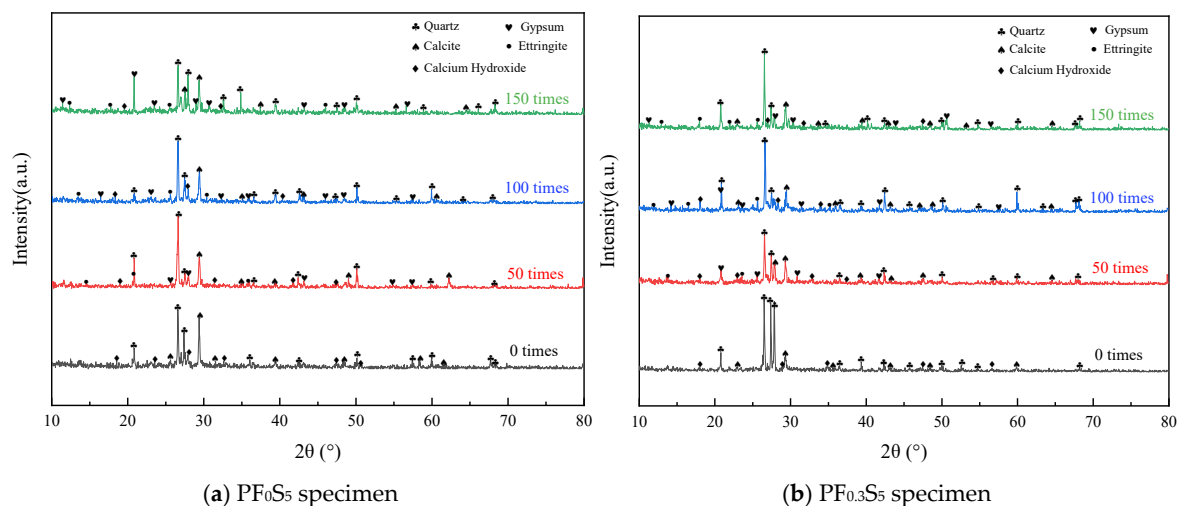 Quartz Gypsum
Calcite Ettringite
Calcium Hydroxide
150 times
100 times
50 times
0 times
Intensity(a.u.)
10 20 30 40 50 60 70 80
2θ (°)
(a) PF₀S₅ specimen
Quartz Gypsum
Calcite Ettringite
Calcium Hydroxide
150 times
100 times
50 times
0 times
Intensity(a.u.)
10 20 30 40 50 60 70 80
2θ (°)
(b) PF₀.₃S₅ specimen